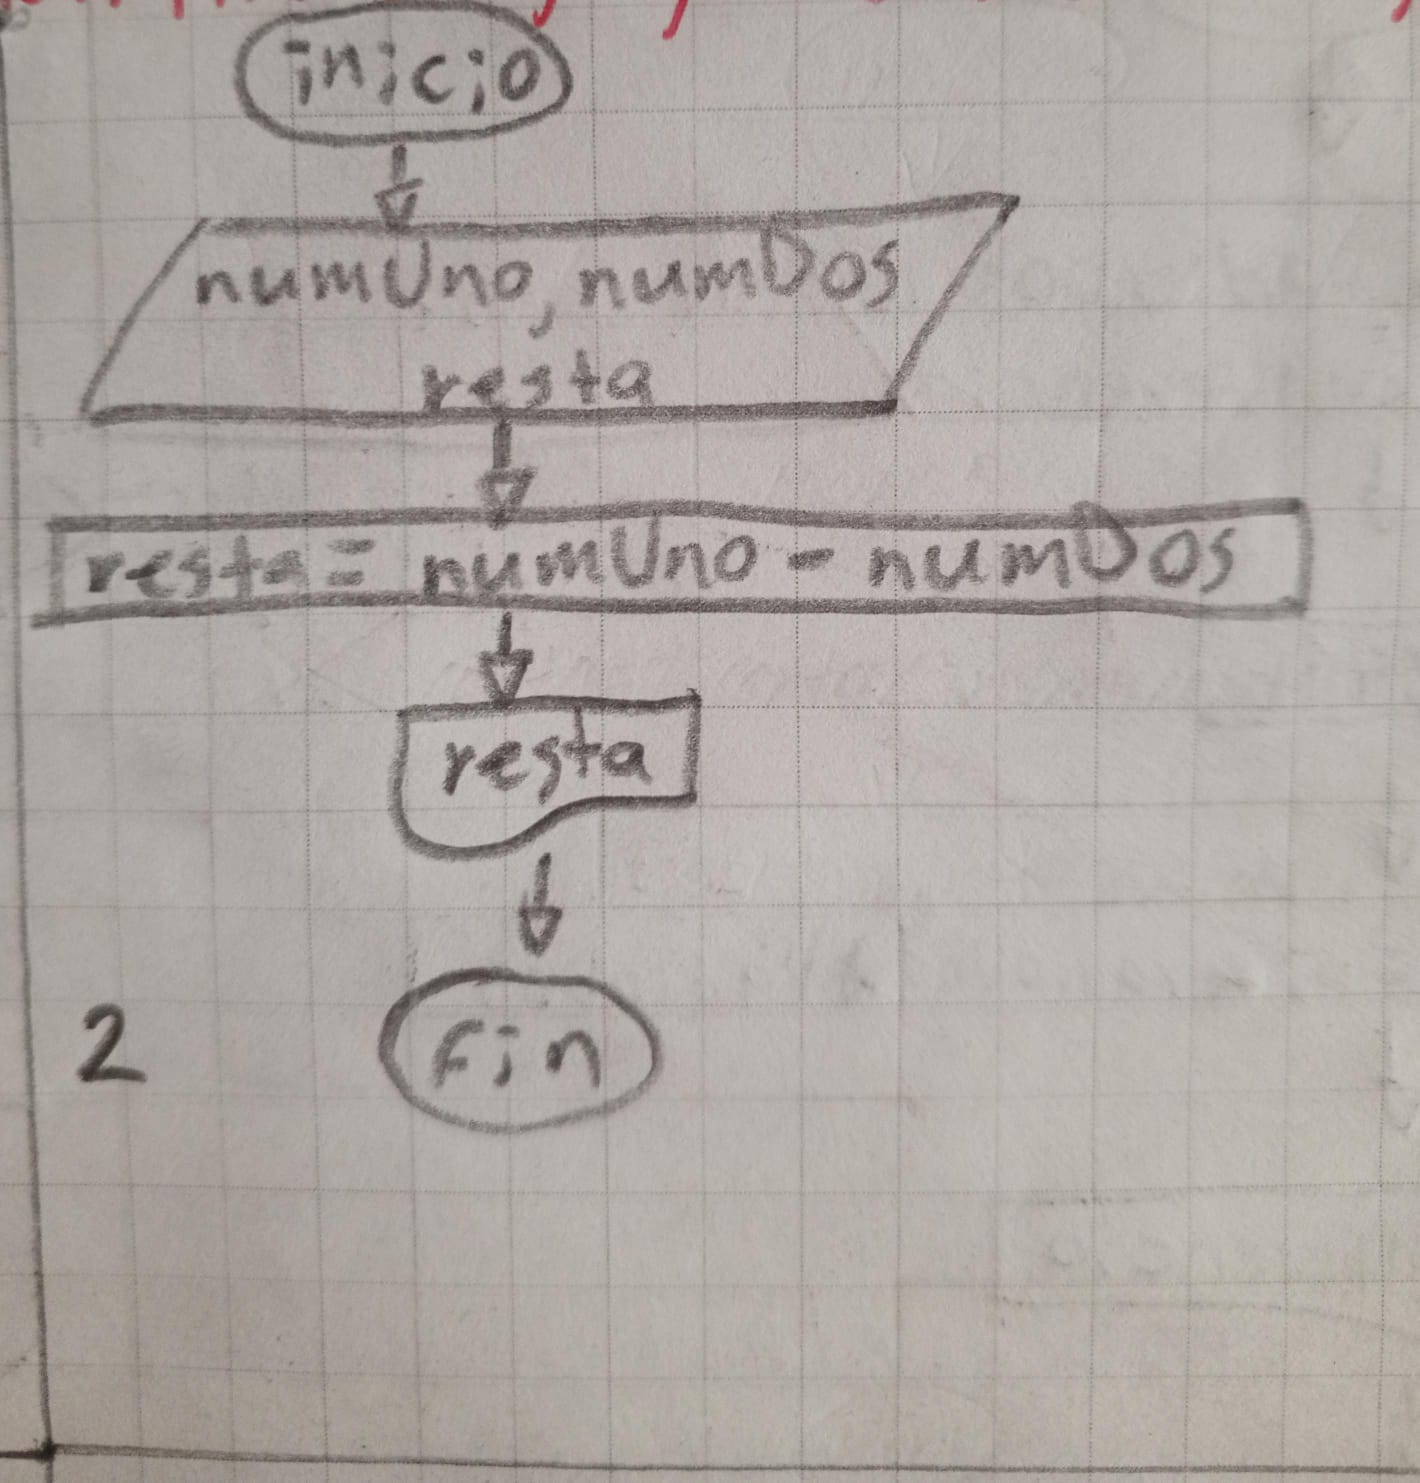 inicio
numUno, numDos
resta
resta = numUno - numDos
resta
fin
2